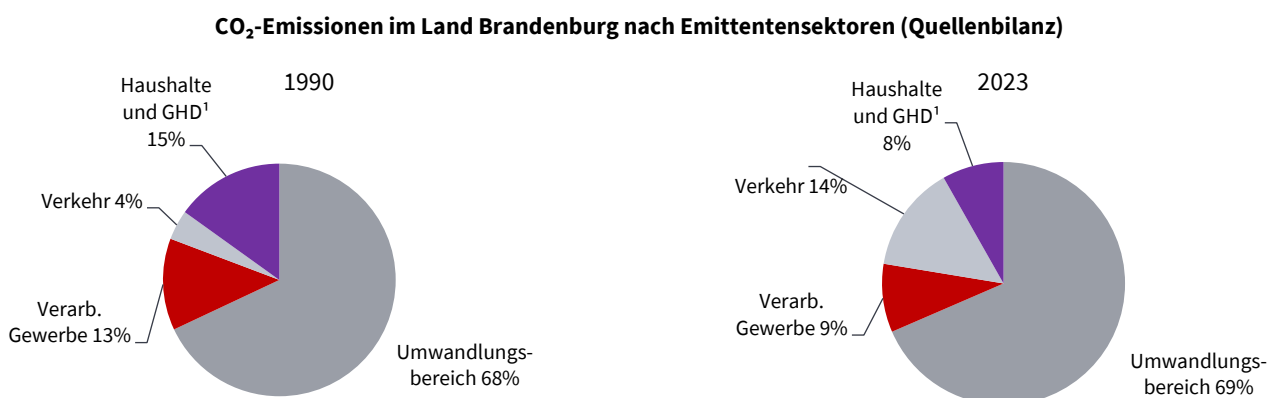 CO₂-Emissionen im Land Brandenburg nach Emittentensektoren (Quellenbilanz)
1990
Haushalte
und GHD¹
15%
Verkehr 4%
Verarb.
Gewerbe 13%
Umwandlungs-
bereich 68%
2023
Haushalte
und GHD¹
8%
Verkehr 14%
Verarb.
Gewerbe 9%
Umwandlungs-
bereich 69%